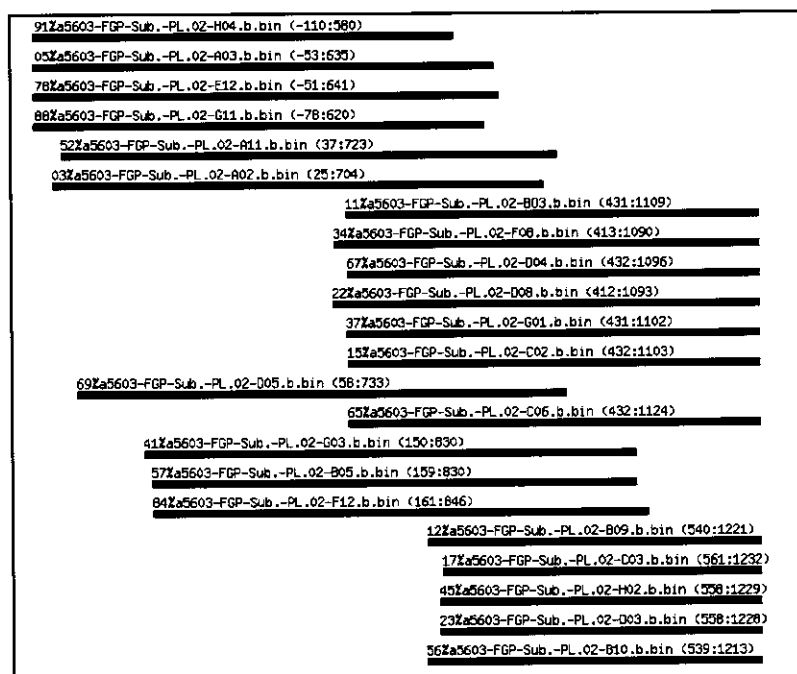 91%a5603-FGP-Sub.-PL.02-H04.b.bin (-110:580)
05%a5603-FGP-Sub.-PL.02-A03.b.bin (-53:635)
78%a5603-FGP-Sub.-PL.02-E12.b.bin (-51:641)
88%a5603-FGP-Sub.-PL.02-G11.b.bin (-78:620)
52%a5603-FGP-Sub.-PL.02-A11.b.bin (37:723)
03%a5603-FGP-Sub.-PL.02-A02.b.bin (25:704)
11%a5603-FGP-Sub.-PL.02-B03.b.bin (431:1109)
34%a5603-FGP-Sub.-PL.02-F08.b.bin (413:1090)
67%a5603-FGP-Sub.-PL.02-D04.b.bin (432:1096)
22%a5603-FGP-Sub.-PL.02-D08.b.bin (412:1093)
37%a5603-FGP-Sub.-PL.02-G01.b.bin (431:1102)
15%a5603-FGP-Sub.-PL.02-C02.b.bin (432:1103)
69%a5603-FGP-Sub.-PL.02-D05.b.bin (58:733)
65%a5603-FGP-Sub.-PL.02-C06.b.bin (432:1124)
41%a5603-FGP-Sub.-PL.02-G03.b.bin (150:830)
57%a5603-FGP-Sub.-PL.02-B05.b.bin (159:830)
84%a5603-FGP-Sub.-PL.02-F12.b.bin (161:846)
12%a5603-FGP-Sub.-PL.02-B09.b.bin (540:1221)
17%a5603-FGP-Sub.-PL.02-C03.b.bin (561:1232)
45%a5603-FGP-Sub.-PL.02-H02.b.bin (558:1229)
23%a5603-FGP-Sub.-PL.02-D03.b.bin (558:1228)
56%a5603-FGP-Sub.-PL.02-B10.b.bin (539:1213)